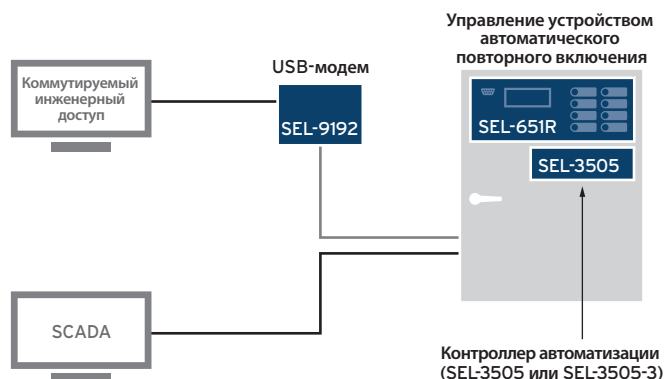 Управление устройством
автоматического
повторного включения
Коммутируемый
инженерный
доступ
USB-модем
SEL-9192
SEL-651R
SEL-3505
SCADA
Контроллер автоматизации
(SEL-3505 или SEL-3505-3)